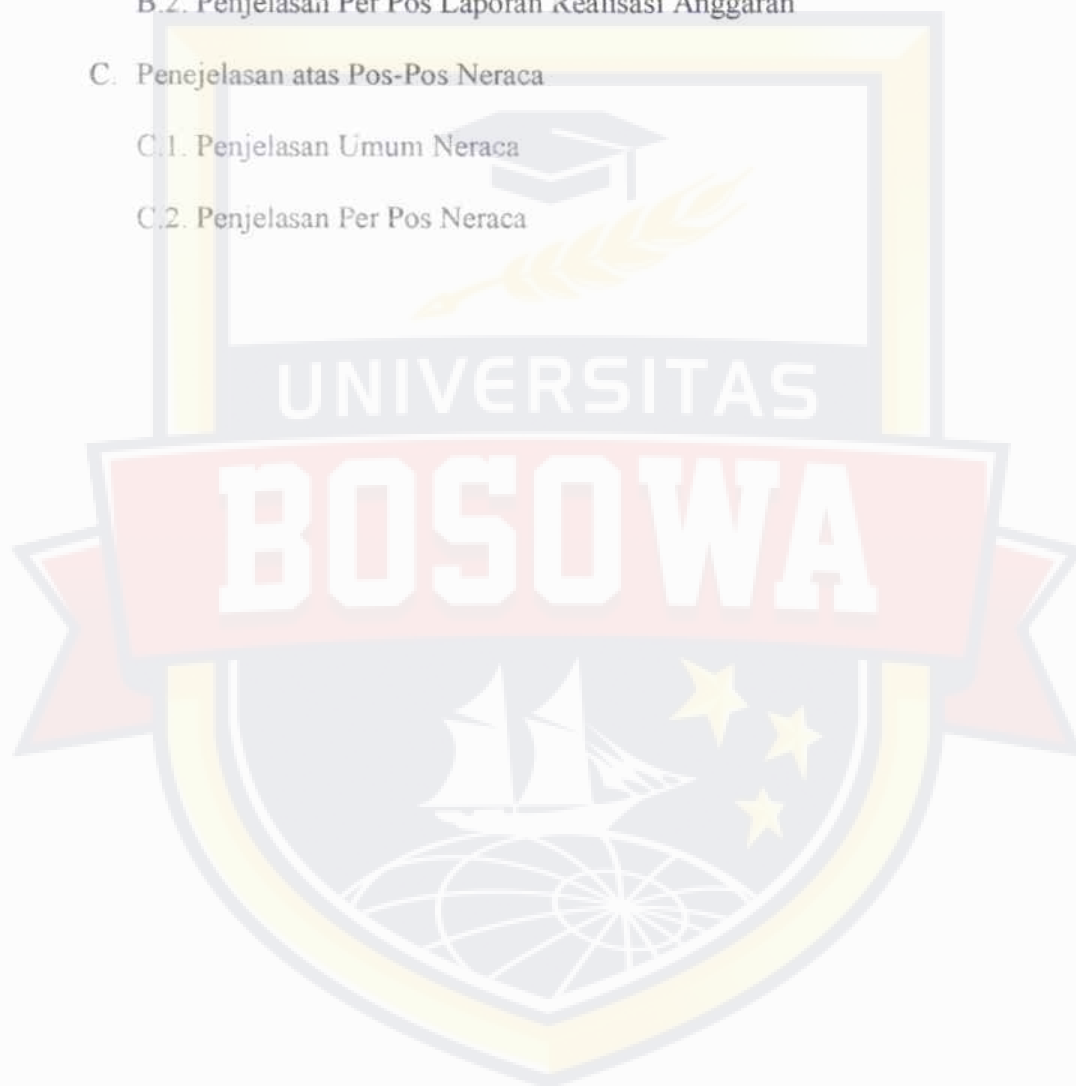 B.2. Penjelasan Per Pos Laporan Realisasi Anggaran
C. Penejelasan atas Pos-Pos Neraca
C.1. Penjelasan Umum Neraca
C.2. Penjelasan Per Pos Neraca
UNIVERSITAS
BOSOWA